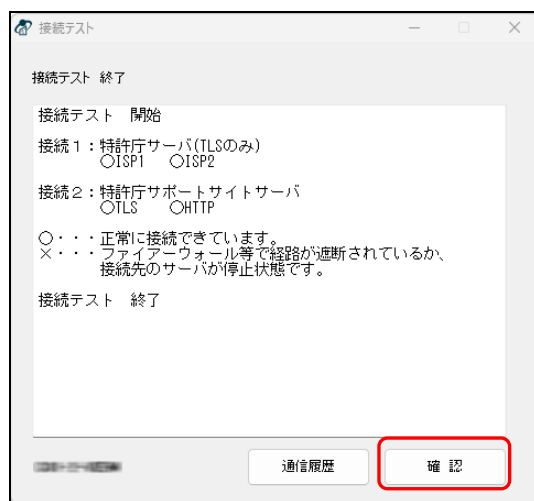 接続テスト
接続テスト 終了
接続テスト 開始
接続1：特許庁サーバ(TLSのみ)
○ISP1 ○ISP2
接続2：特許庁サポートサイトサーバ
○TLS ○HTTP
○・・・正常に接続できています。
×・・・ファイアーウォール等で経路が遮断されているか、
接続先のサーバが停止状態です。
接続テスト 終了
通信履歴
確 認